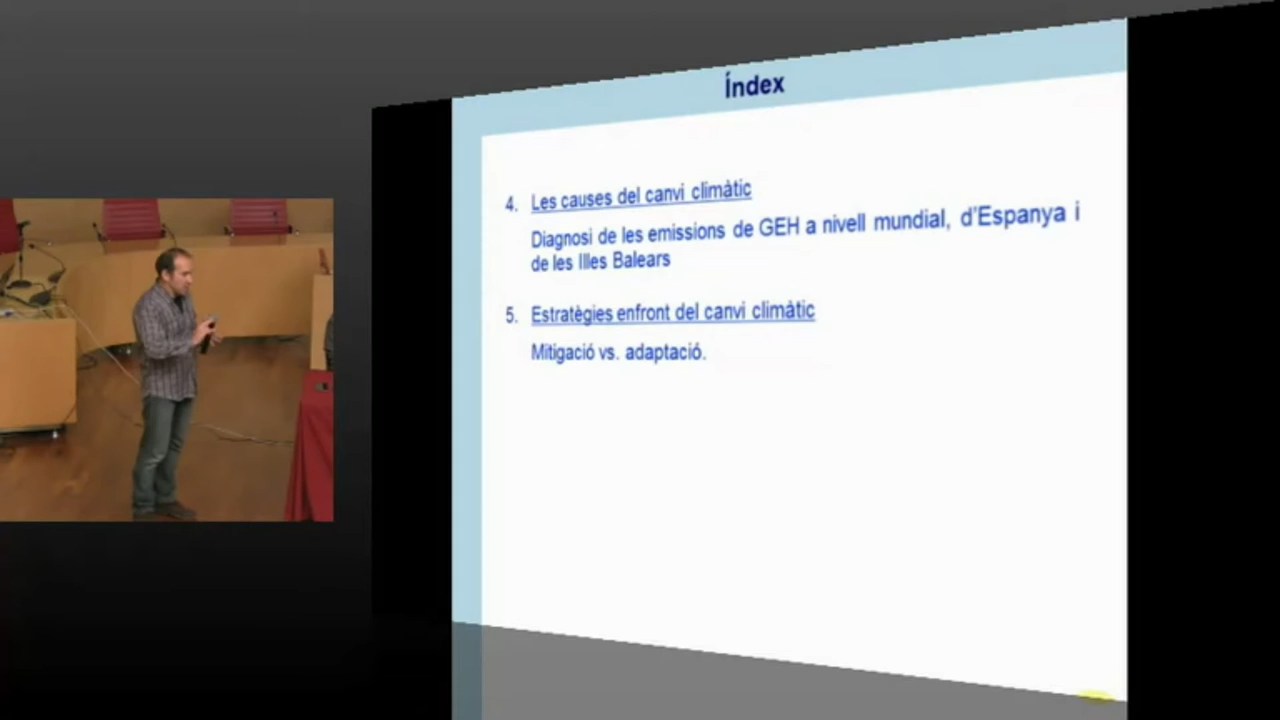 Índex
4. Les causes del canvi climàtic
Diagnosi de les emissions de GEH a nivell mundial, d'Espanya i
de les Illes Balears
5. Estratègies enfront del canvi climàtic
Mitigació vs. adaptació.